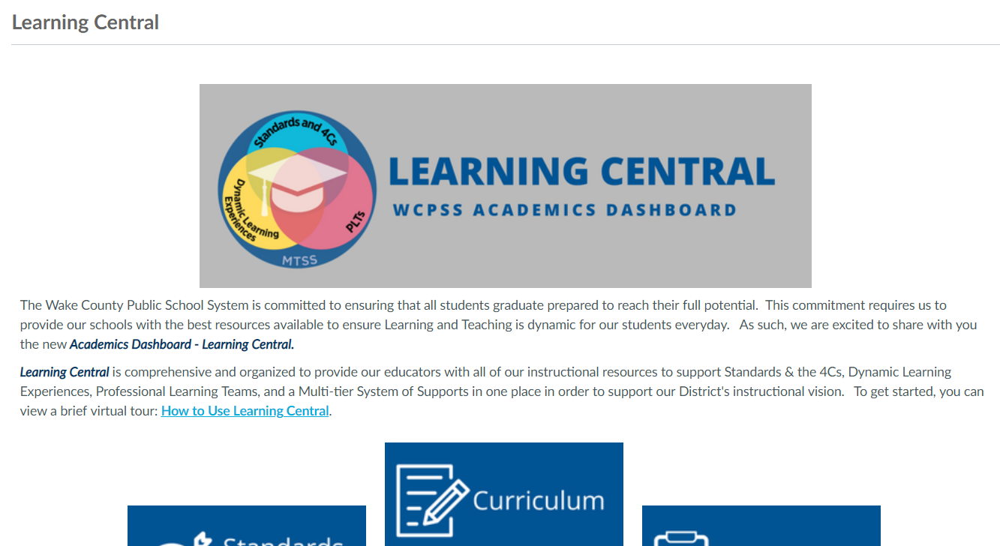 Learning Central
Standards and 4Cs
Dynamic Learning
Experiences
PLTs
MTSS
LEARNING CENTRAL
WCPSS ACADEMICS DASHBOARD
The Wake County Public School System is committed to ensuring that all students graduate prepared to reach their full potential.  This commitment requires us to
provide our schools with the best resources available to ensure Learning and Teaching is dynamic for our students everyday.   As such, we are excited to share with you
the new Academics Dashboard - Learning Central.
Learning Central is comprehensive and organized to provide our educators with all of our instructional resources to support Standards & the 4Cs, Dynamic Learning
Experiences, Professional Learning Teams, and a Multi-tier System of Supports in one place in order to support our District's instructional vision.   To get started, you can
view a brief virtual tour: How to Use Learning Central.
Curriculum
Standards